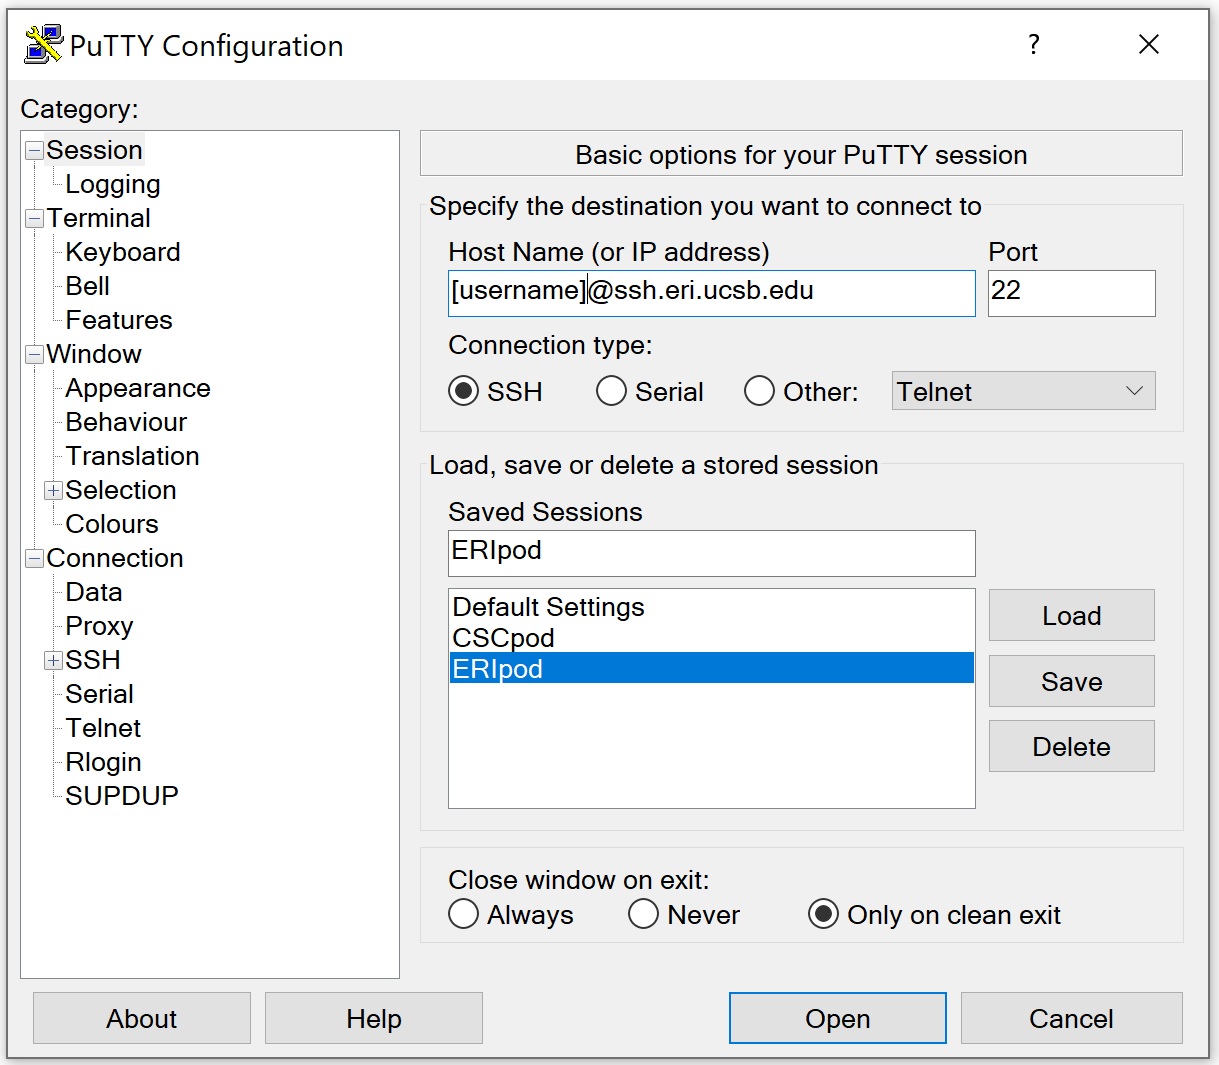 PuTTY Configuration
?
Category:
Session
Logging
Terminal
Keyboard
Bell
Features
Window
Appearance
Behaviour
Translation
Selection
Colours
Connection
Data
Proxy
SSH
Serial
Telnet
Rlogin
SUPDUP
Basic options for your PuTTY session
Specify the destination you want to connect to
Host Name (or IP address) Port
[username]@ssh.eri.ucsb.edu 22
Connection type:
SSH Serial Other: Telnet
Load, save or delete a stored session
Saved Sessions
ERIpod
Default Settings
CSCpod
ERIpod
Load
Save
Delete
Close window on exit:
Always Never Only on clean exit
About Help Open Cancel